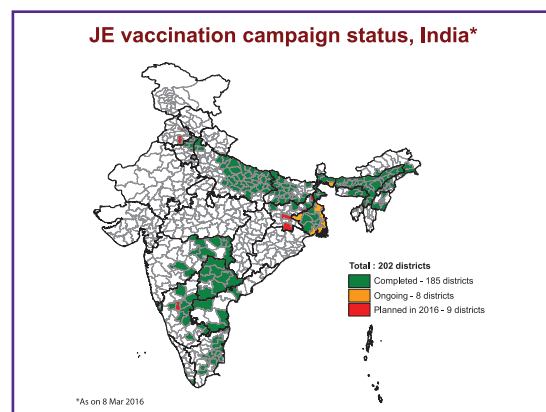 JE vaccination campaign status, India*
Total : 202 districts
Completed - 185 districts
Ongoing - 8 districts
Planned in 2016 - 9 districts
*As on 8 Mar 2016